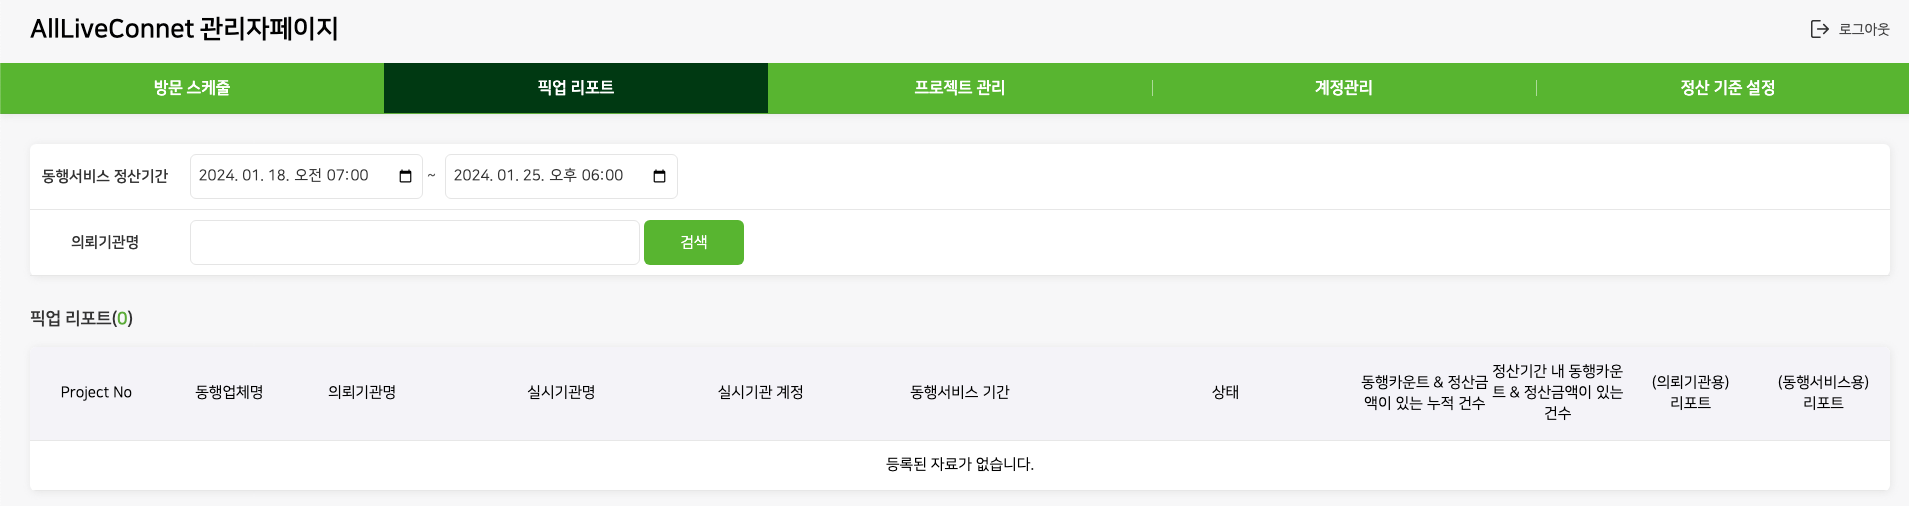 AllLiveConnet 관리자페이지
로그아웃
방문 스케줄
픽업 리포트
프로젝트 관리
계정관리
정산 기준 설정
동행서비스 정산기간
2024. 01. 18. 오전 07:00
~
2024. 01. 25. 오후 06:00
의뢰기관명
검색
픽업 리포트(0)
Project No
동행업체명
의뢰기관명
실시기관명
실시기관 계정
동행서비스 기간
상태
동행카운트 & 정산금
액이 있는 누적 건수
정산기간 내 동행카운
트 & 정산금액이 있는
건수
(의뢰기관용)
리포트
(동행서비스용)
리포트
등록된 자료가 없습니다.